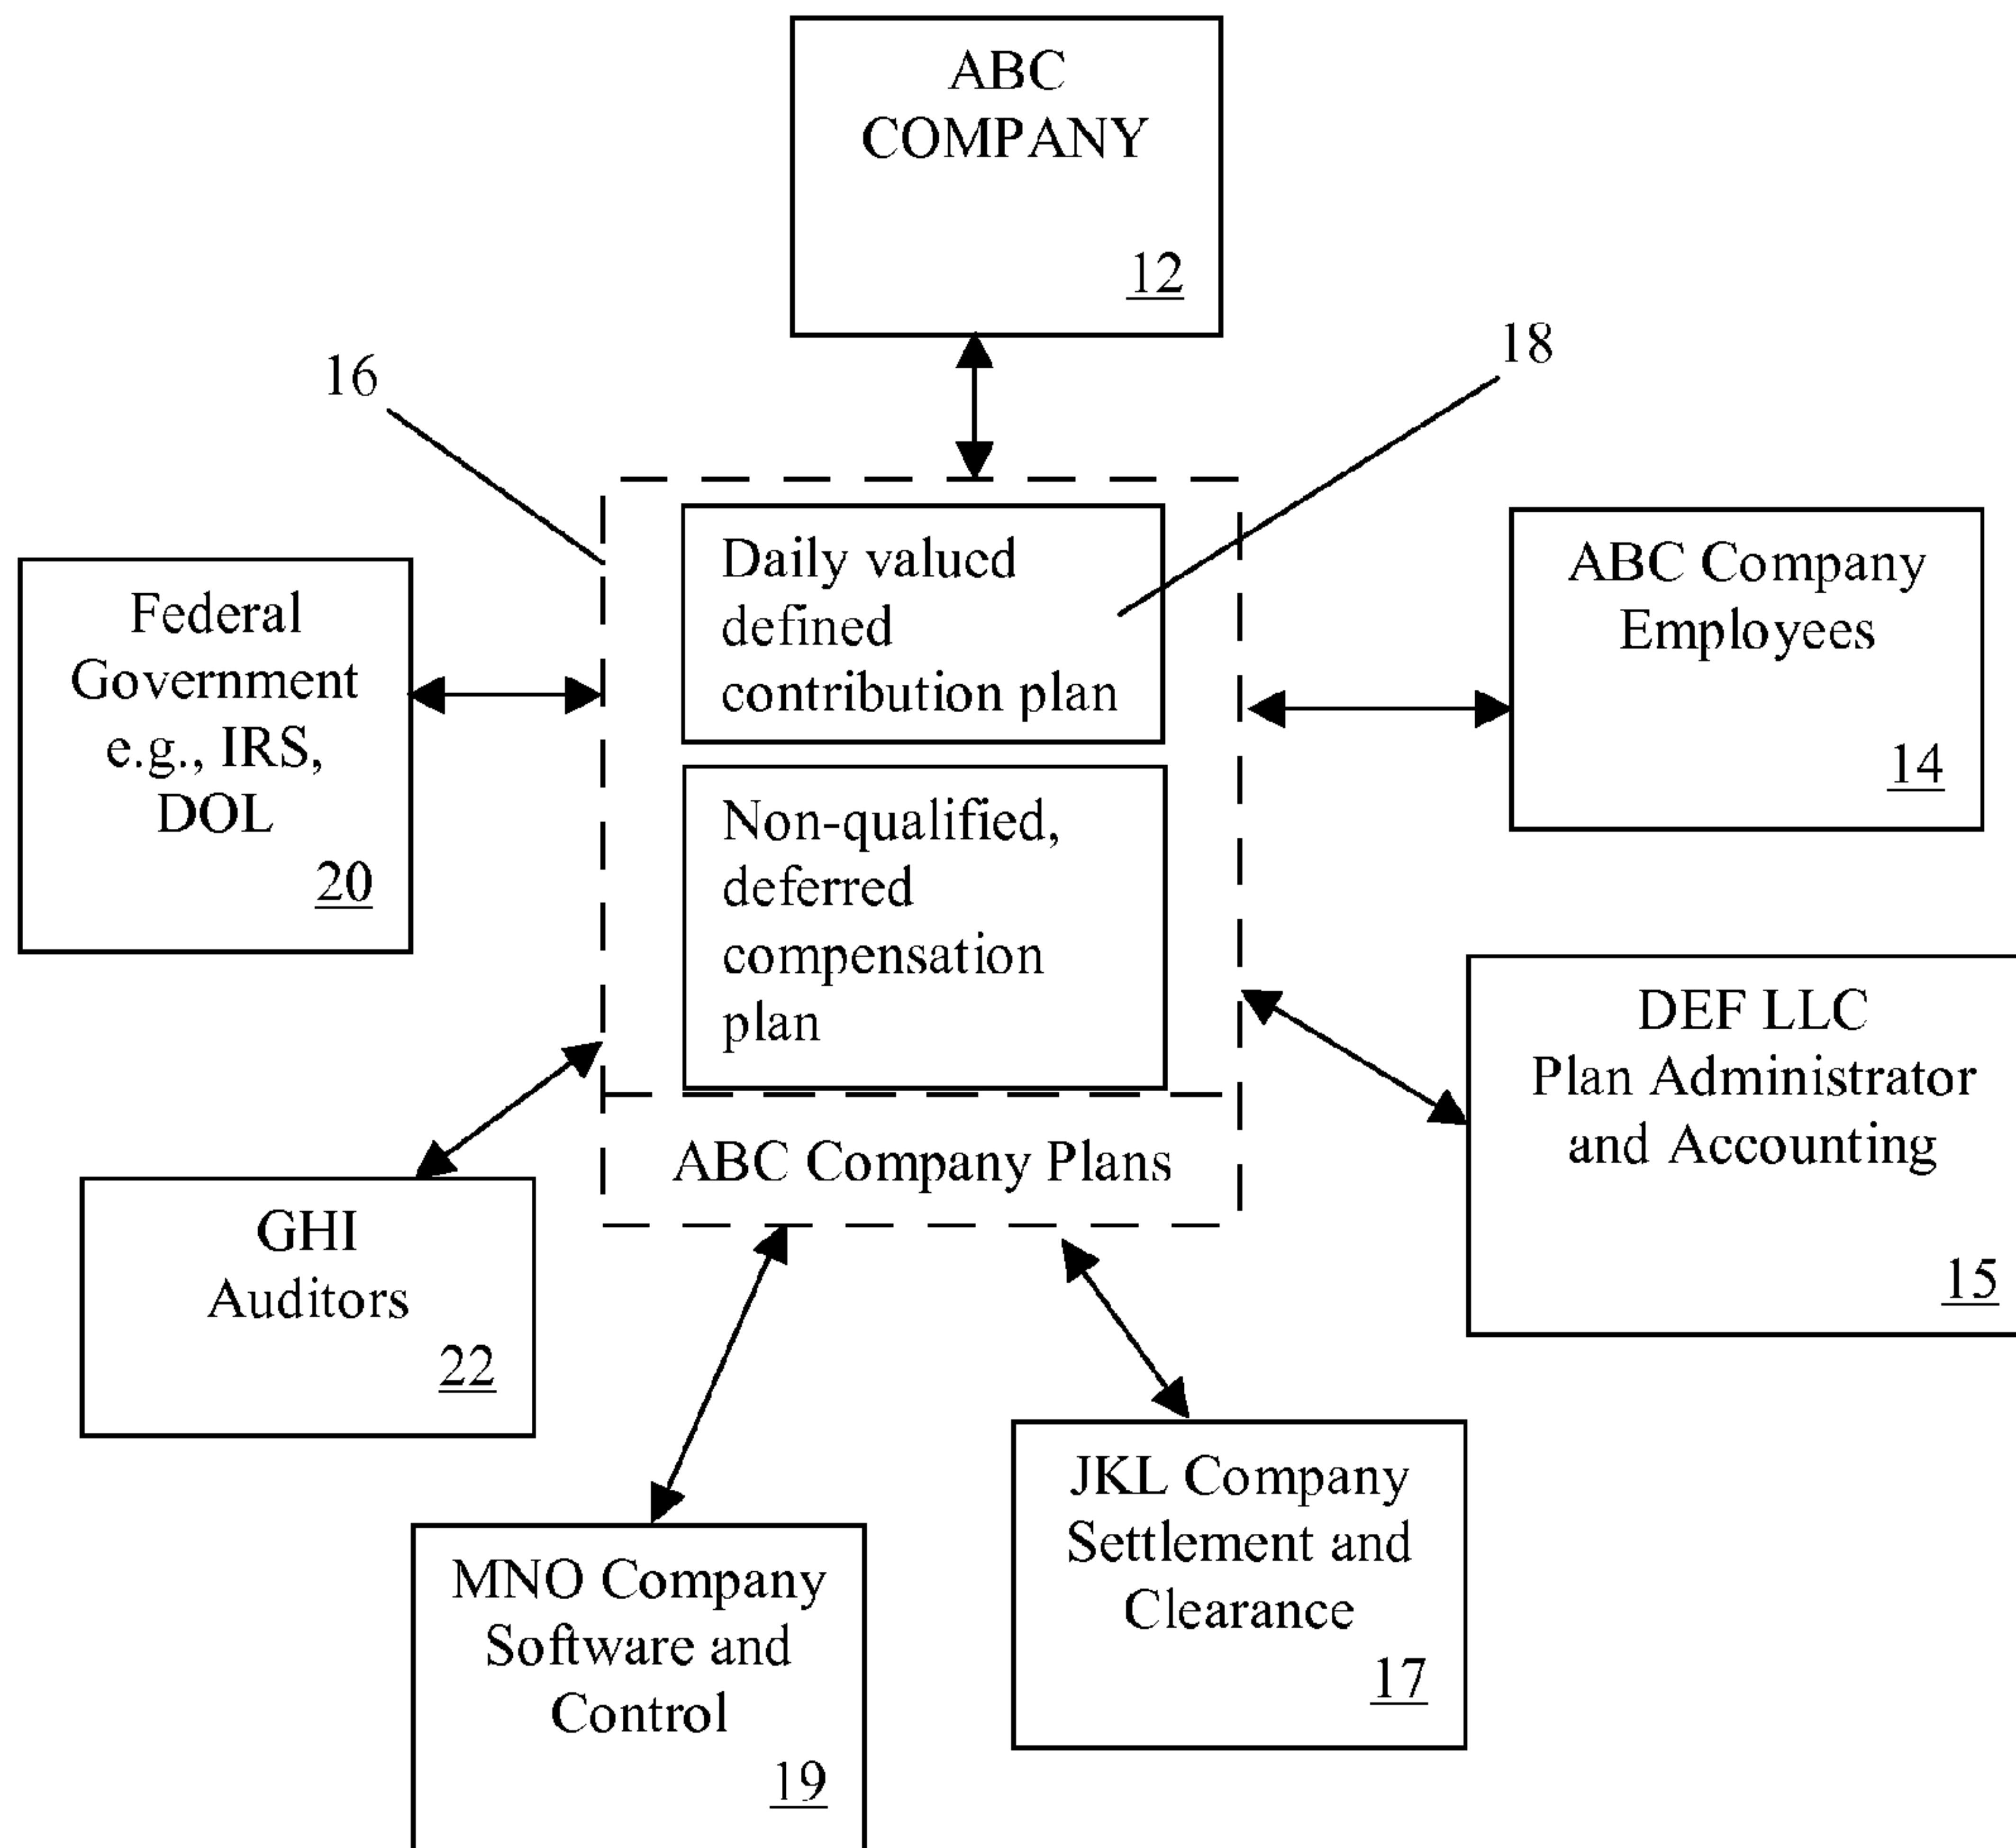 ABC
COMPANY
12
16
18
Daily valued
defined
contribution plan
ABC Company
Employees
14
Federal
Government
e.g., IRS,
DOL
20
Non-qualified,
deferred
compensation
plan
DEF LLC
Plan Administrator
and Accounting
15
ABC Company Plans
GHI
Auditors
22
JKL Company
Settlement and
Clearance
17
MNO Company
Software and
Control
19